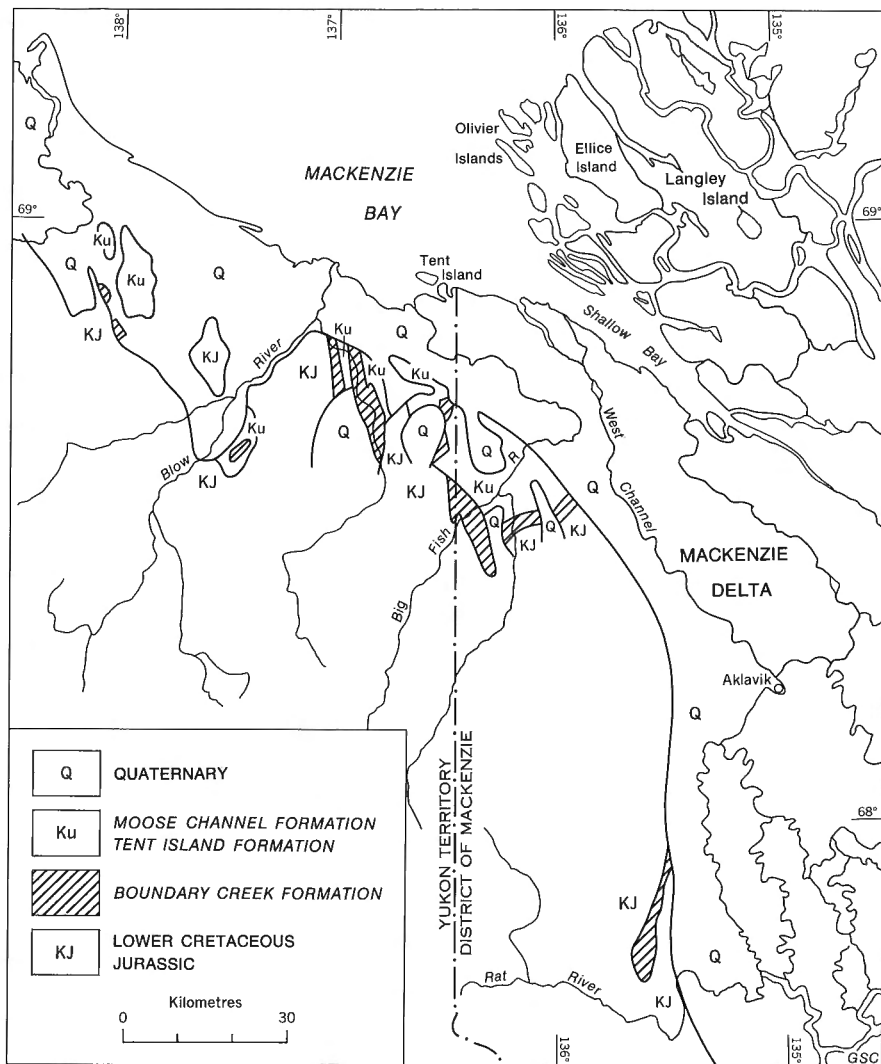 138°
137°
136°
135°
Q
Olivier
Islands
Ellice
Island
MACKENZIE
BAY
Langley
Island
69°
69°
Ku
Q
Ku
Q
Tent
Island
KJ
Shallow
Bay
Q
Ku
KJ
River
KJ
Ku
Ku
West
Channel
Ku
Q
Q
Q
R.
Blow
KJ
KJ
KJ
Ku
Q
Fish
Q
KJ
Q
KJ
MACKENZIE
DELTA
Big
Aklavik
Q
YUKON TERRITORY
DISTRICT OF MACKENZIE
68°
KJ
Q
Rat
River
KJ
136°
135°
GSC
Q QUATERNARY
Ku MOOSE CHANNEL FORMATION
TENT ISLAND FORMATION
BOUNDARY CREEK FORMATION
KJ LOWER CRETACEOUS
JURASSIC
Kilometres
0 30